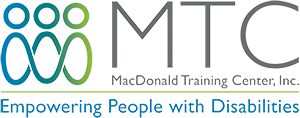 MTC
MacDonald Training Center, Inc.
Empowering People with Disabilities